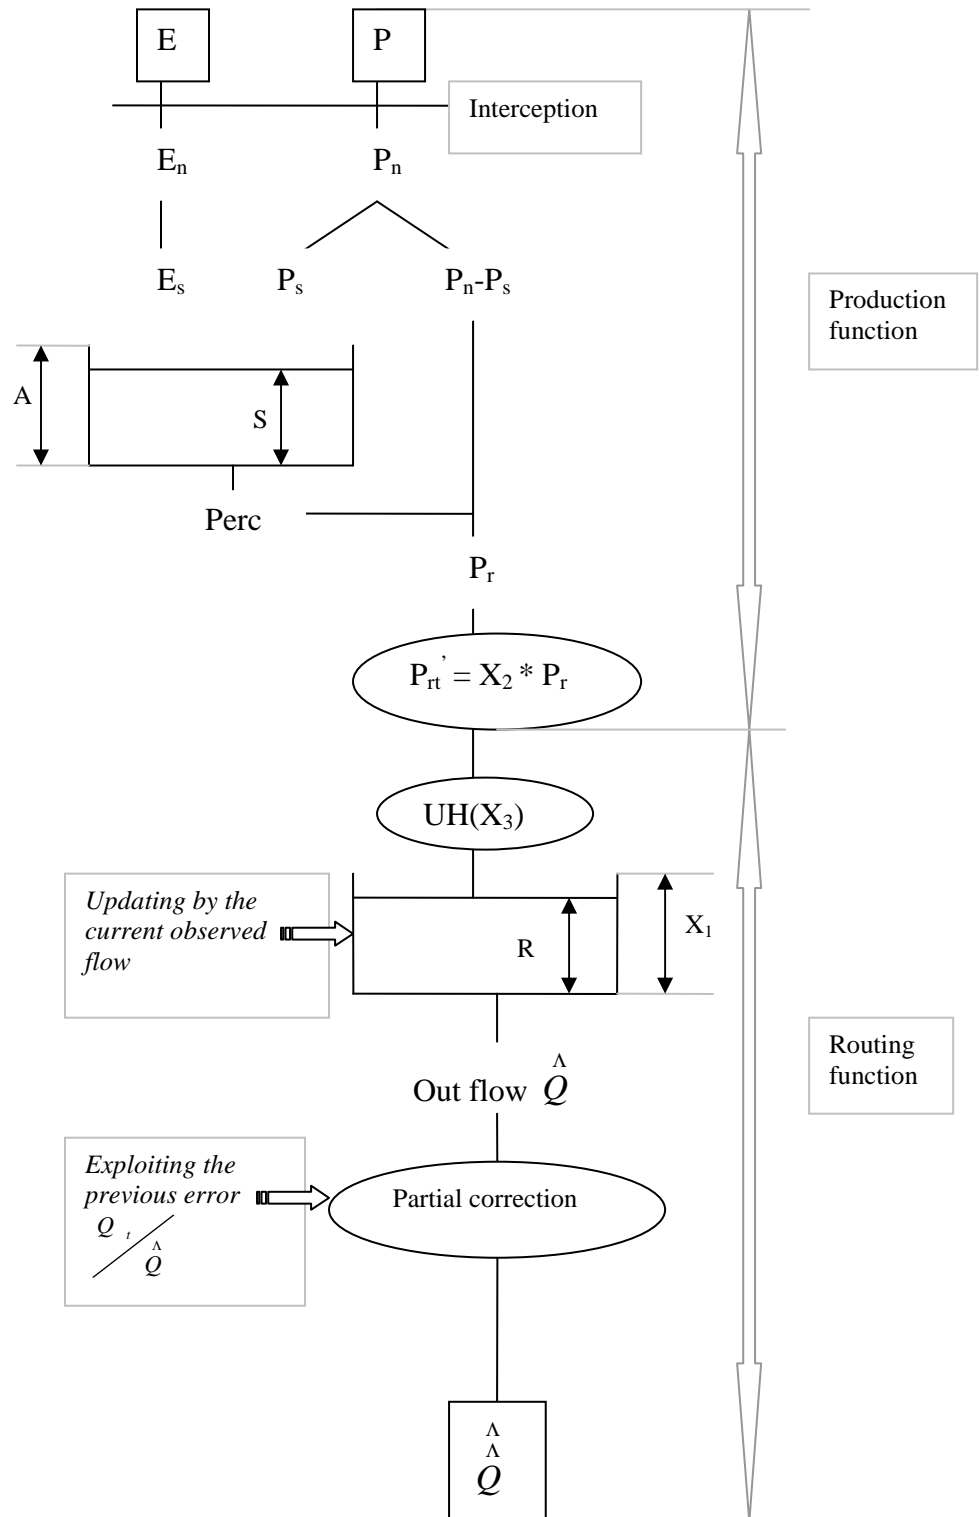 E P
Interception
Eₙ Pₙ
Eₛ Pₛ Pₙ-Pₛ
Production
function
A
S
Perc
Pᵣ
Pᵣₜ’ = X₂ * Pᵣ
UH(X₃)
Updating by the
current observed
flow
R
X₁
Routing
function
Out flow Q̂
Exploiting the
previous error
Qₜ/Q̂
Partial correction
Λ
Λ
Q